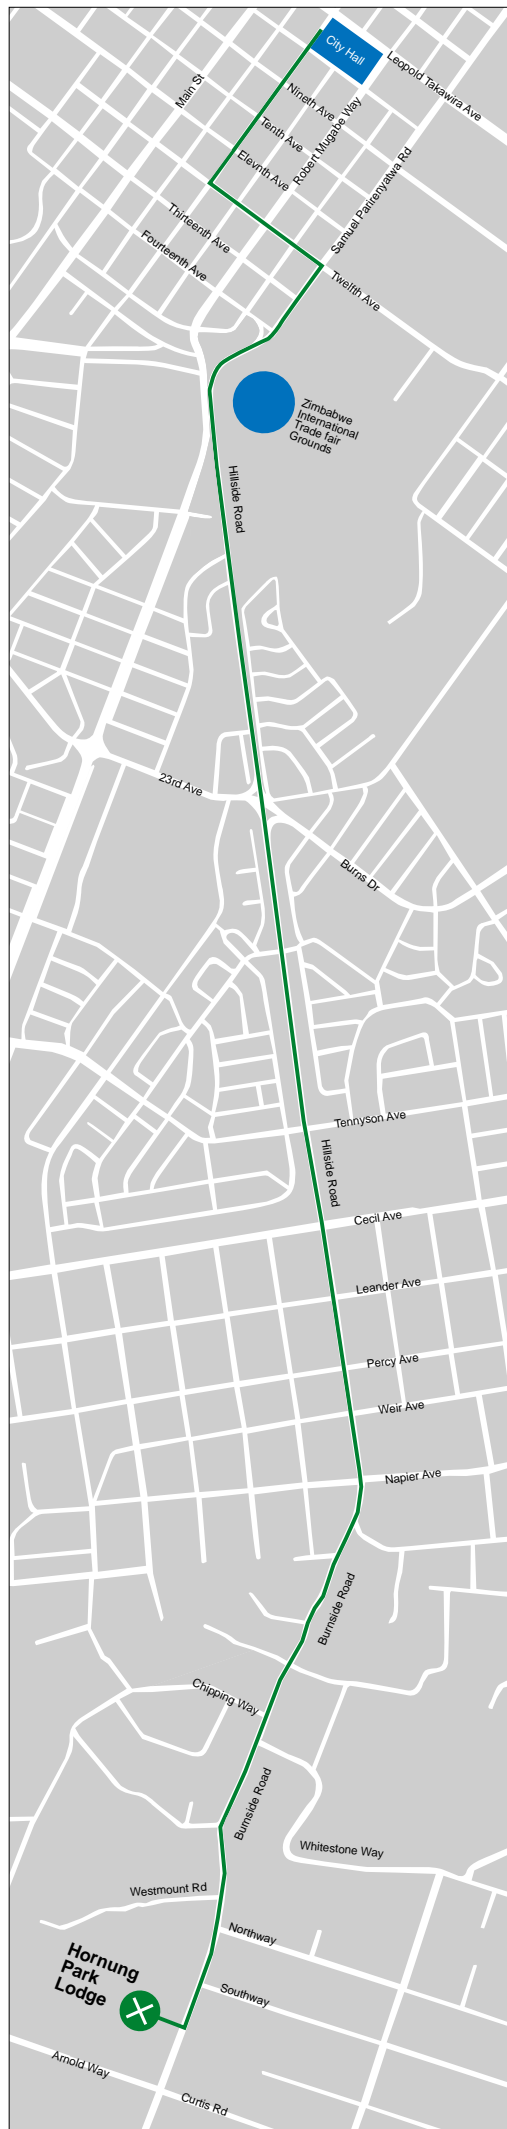 City Hall
Leopold Takawira Ave
Main St
Nineth Ave
Robert Mugabe Way
Tenth Ave
Elevnth Ave
Samuel Parirenyatwa Rd
Thirteenth Ave
Fourteenth Ave
Twelfth Ave
Zimbabwe
International
Trade fair
Grounds
Hillside Road
23rd Ave
Burns Dr
Tennyson Ave
Hillside Road
Cecil Ave
Leander Ave
Percy Ave
Weir Ave
Napier Ave
Burnside Road
Chipping Way
Burnside Road
Whitestone Way
Westmount Rd
Northway
Hornung
Park
Lodge
Southway
Arnold Way
Curtis Rd